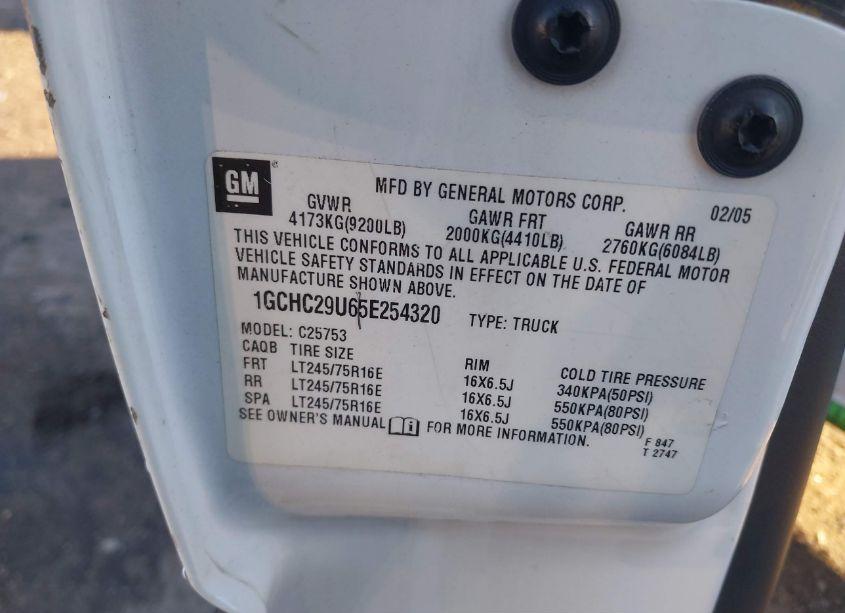 GM
MFD BY GENERAL MOTORS CORP. 02/05
GVWR GAWR FRT GAWR RR
4173KG(9200LB) 2000KG(4410LB) 2760KG(6084LB)
THIS VEHICLE CONFORMS TO ALL APPLICABLE U.S. FEDERAL MOTOR
VEHICLE SAFETY STANDARDS IN EFFECT ON THE DATE OF
MANUFACTURE SHOWN ABOVE.
1GCHC29U65E254320 TYPE: TRUCK
MODEL: C25753
CAQB TIRE SIZE RIM COLD TIRE PRESSURE
FRT LT245/75R16E 16X6.5J 340KPA(50PSI)
RR LT245/75R16E 16X6.5J 550KPA(80PSI)
SPA LT245/75R16E 16X6.5J 550KPA(80PSI)
SEE OWNER'S MANUAL i FOR MORE INFORMATION.
F 847
T 2747